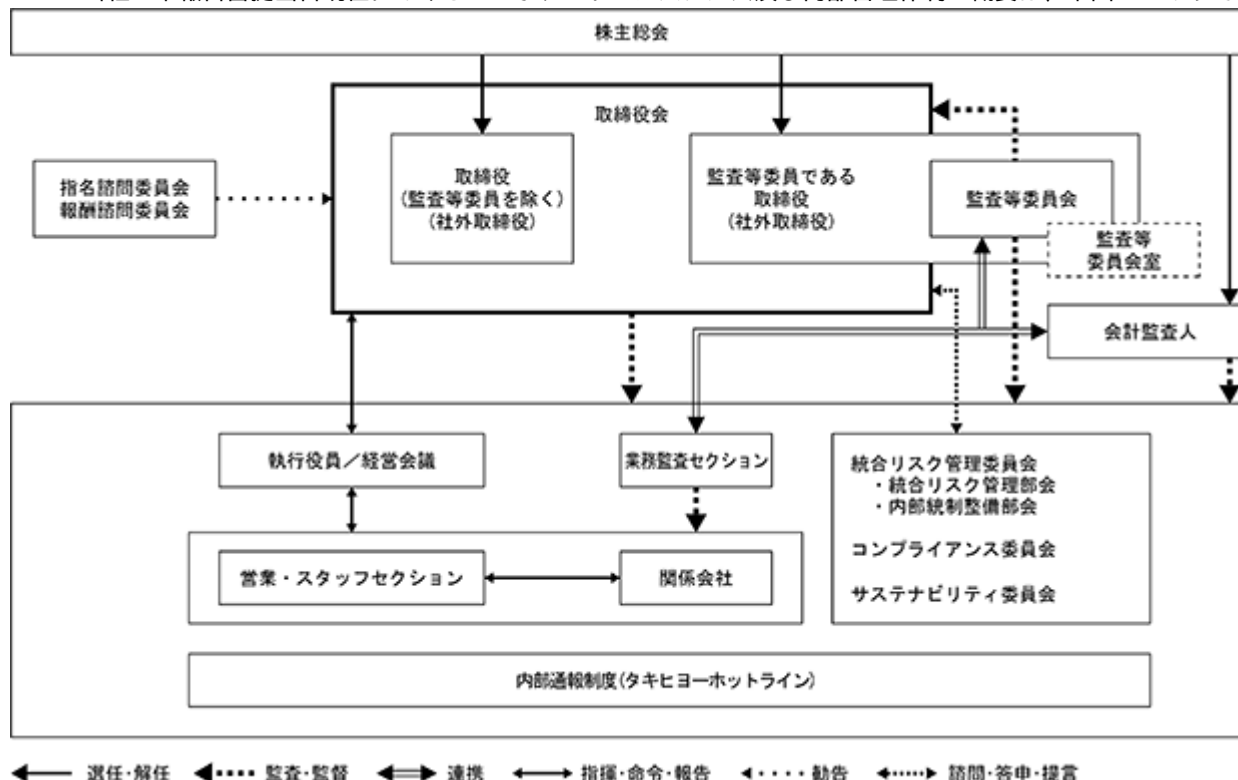 株主総会
取締役会
指名諮問委員会
報酬諮問委員会
取締役
(監査等委員を除く)
(社外取締役)
監査等委員である
取締役
(社外取締役)
監査等委員会
監査等
委員会室
会計監査人
執行役員／経営会議
業務監査セクション
統合リスク管理委員会
・統合リスク管理部会
・内部統制整備部会
コンプライアンス委員会
サステナビリティ委員会
営業・スタッフセクション
関係会社
内部通報制度(タキヒヨーホットライン)
選任・解任 監査・監督 連携 指揮・命令・報告 勧告 諮問・答申・提言